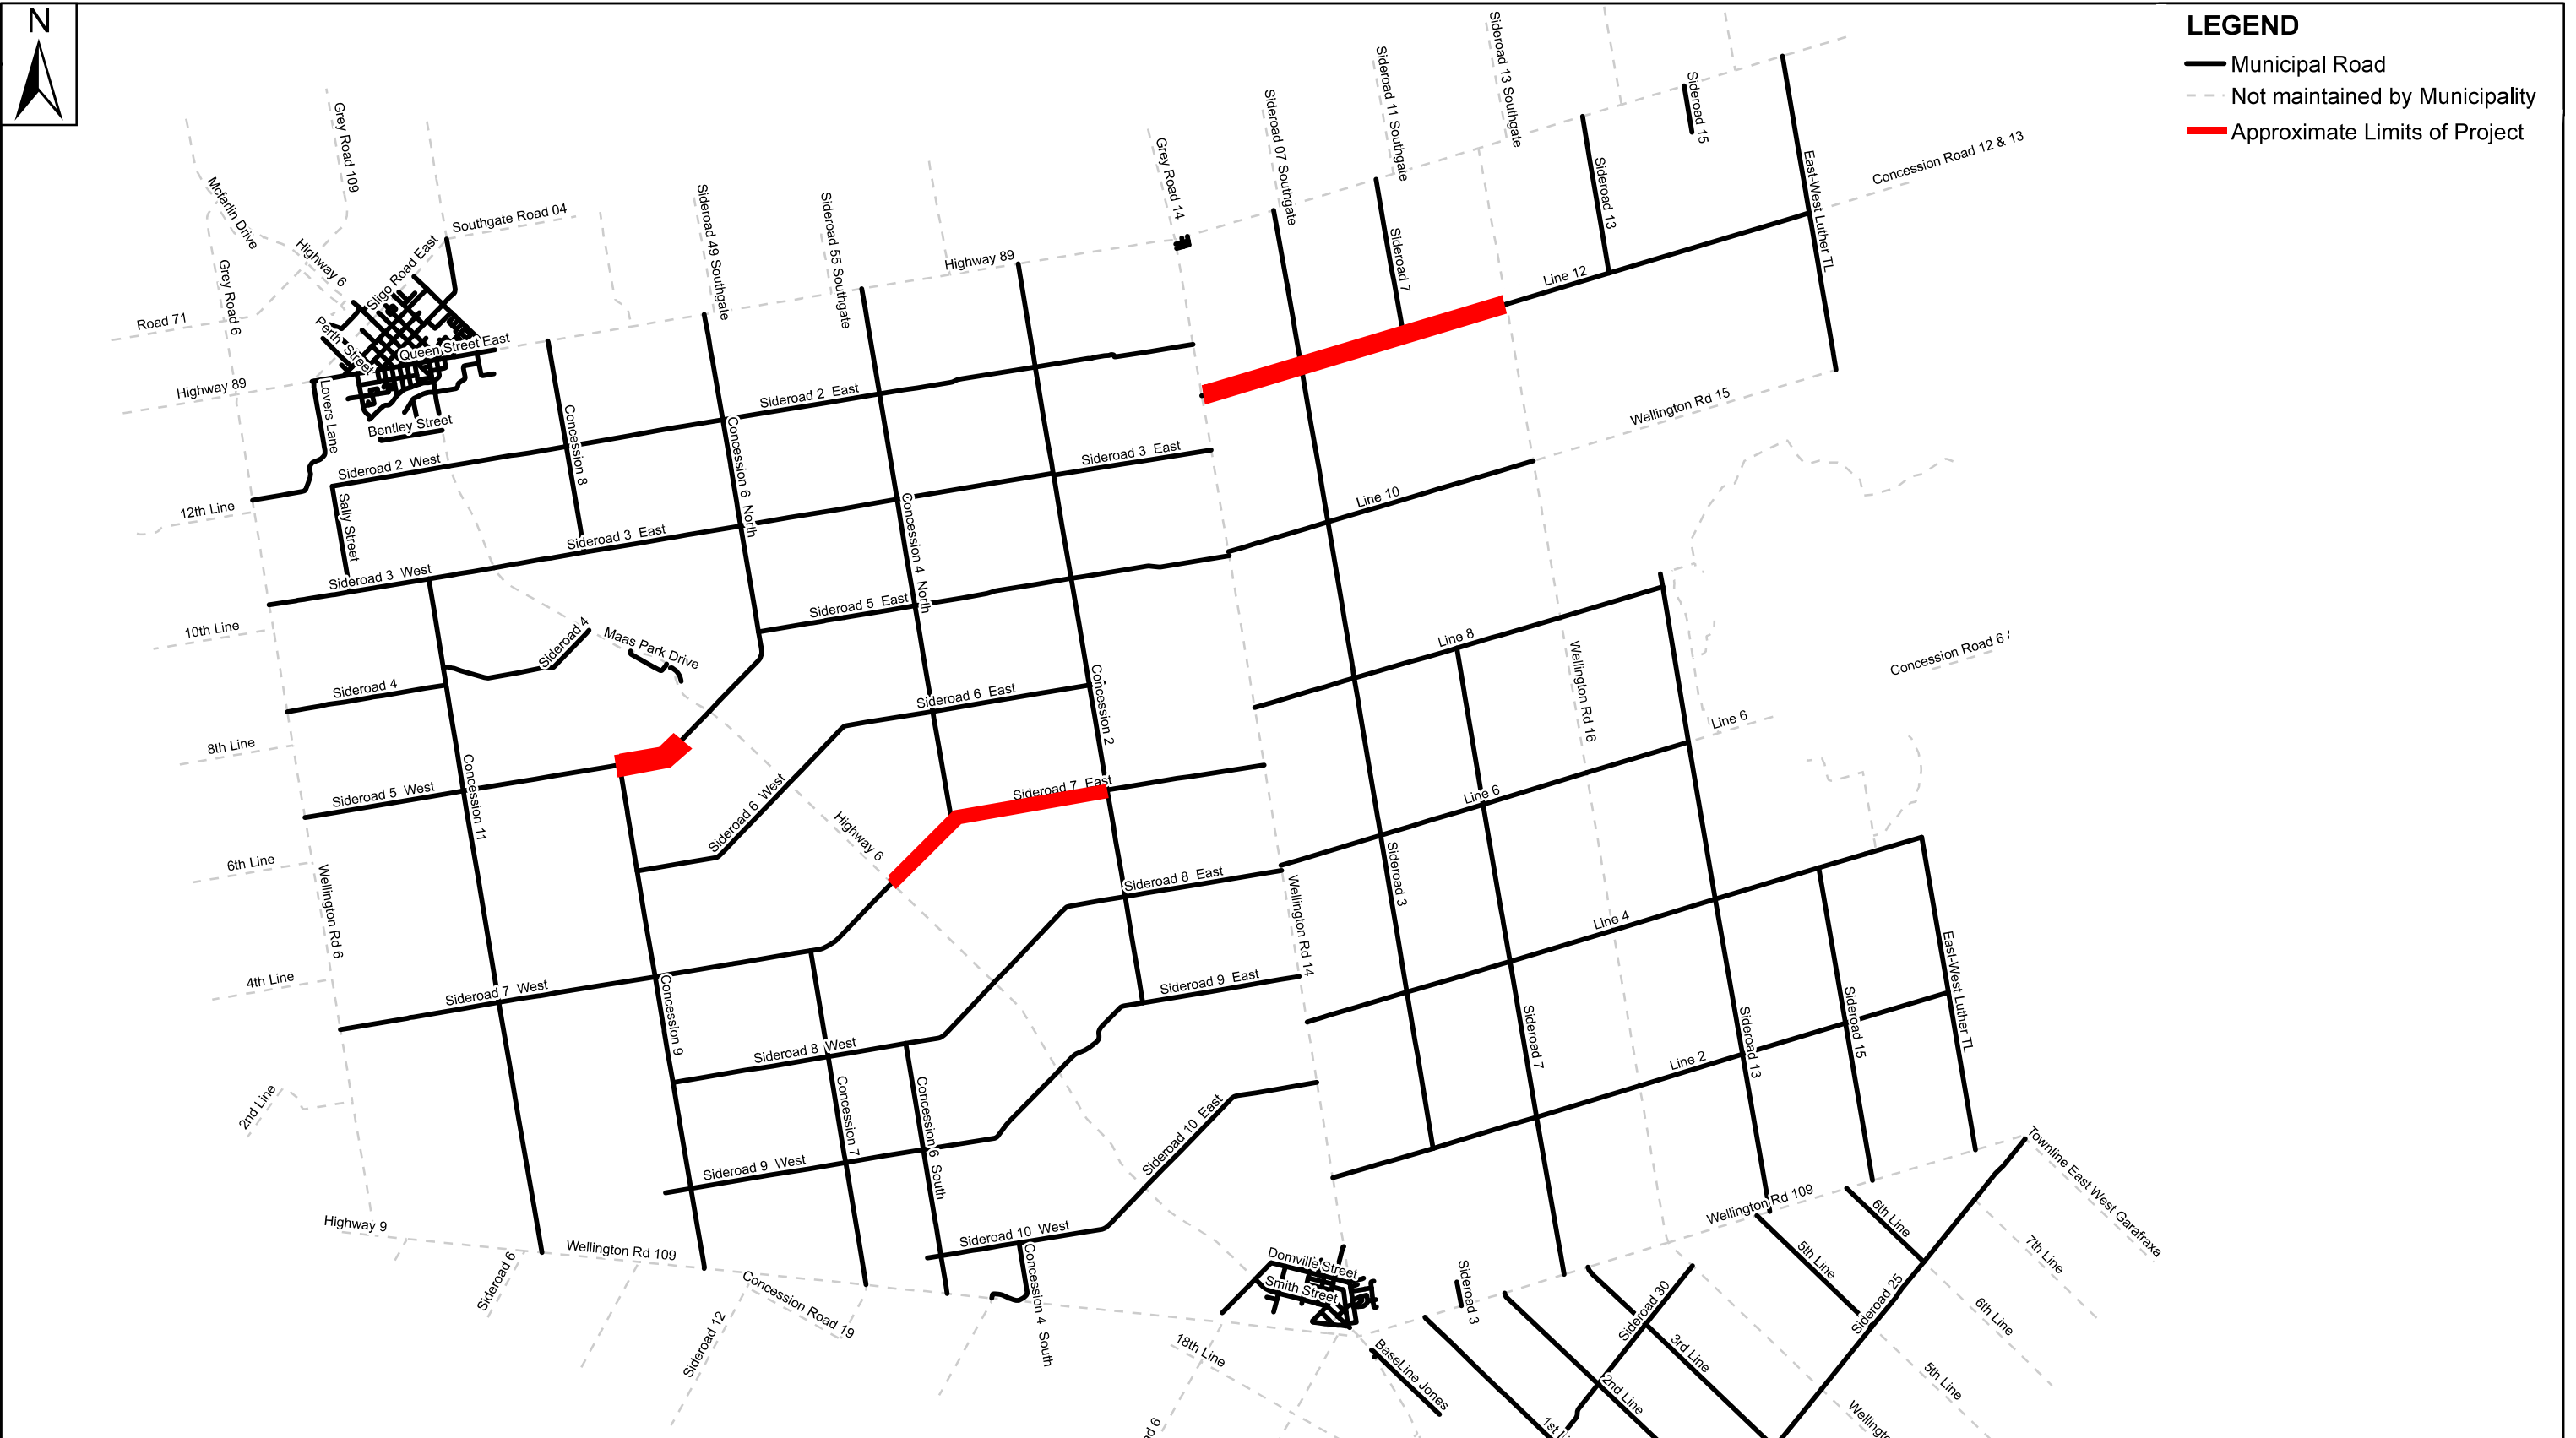 N
LEGEND
Municipal Road
Not maintained by Municipality
Approximate Limits of Project
Sideroad 13 Southgate
Sideroad 11 Southgate
Sideroad 07 Southgate
Sideroad 15
Grey Road 109
Grey Road 14
Concession Road 12 & 13
East-West Luther TL
Sideroad 13
Mcfarlin Drive
Southgate Road 04
Sideroad 49 Southgate
Sideroad 55 Southgate
Highway 6
Sligo Road East
Highway 89
Sideroad 7
Line 12
Grey Road 6
Road 71
Perth Street
Queen Street East
Highway 89
Lovers Lane
Bentley Street
Concession 8
Sideroad 2 East
Wellington Rd 15
Sideroad 2 West
Concession 6 North
Sideroad 3 East
12th Line
Sally Street
Concession 4 North
Line 10
Sideroad 3 East
Sideroad 3 West
Sideroad 5 East
10th Line
Sideroad 4
Maas Park Drive
Line 8
Wellington Rd 16
Concession Road 6
Sideroad 4
Sideroad 6 East
Concession 2
Line 6
8th Line
Sideroad 5 West
Concession 11
Sideroad 6 West
Sideroad 7 East
Line 6
Highway 6
6th Line
Wellington Rd 6
Sideroad 8 East
Sideroad 3
Wellington Rd 14
Line 4
East-West Luther TL
4th Line
Sideroad 7 West
Concession 9
Sideroad 9 East
Sideroad 7
Sideroad 13
Sideroad 15
Sideroad 8 West
Line 2
2nd Line
Concession 7
Concession 6 South
Sideroad 10 East
Sideroad 9 West
Townline East West Garafraxa
Wellington Rd 109
6th Line
Highway 9
Wellington Rd 109
Sideroad 10 West
Concession 4 South
Domville Street
Smith Street
Sideroad 3
5th Line
7th Line
Sideroad 6
Concession Road 19
Sideroad 12
Sideroad 30
Sideroad 25
6th Line
18th Line
BaseLine Jones
3rd Line
2nd Line
5th Line
1st